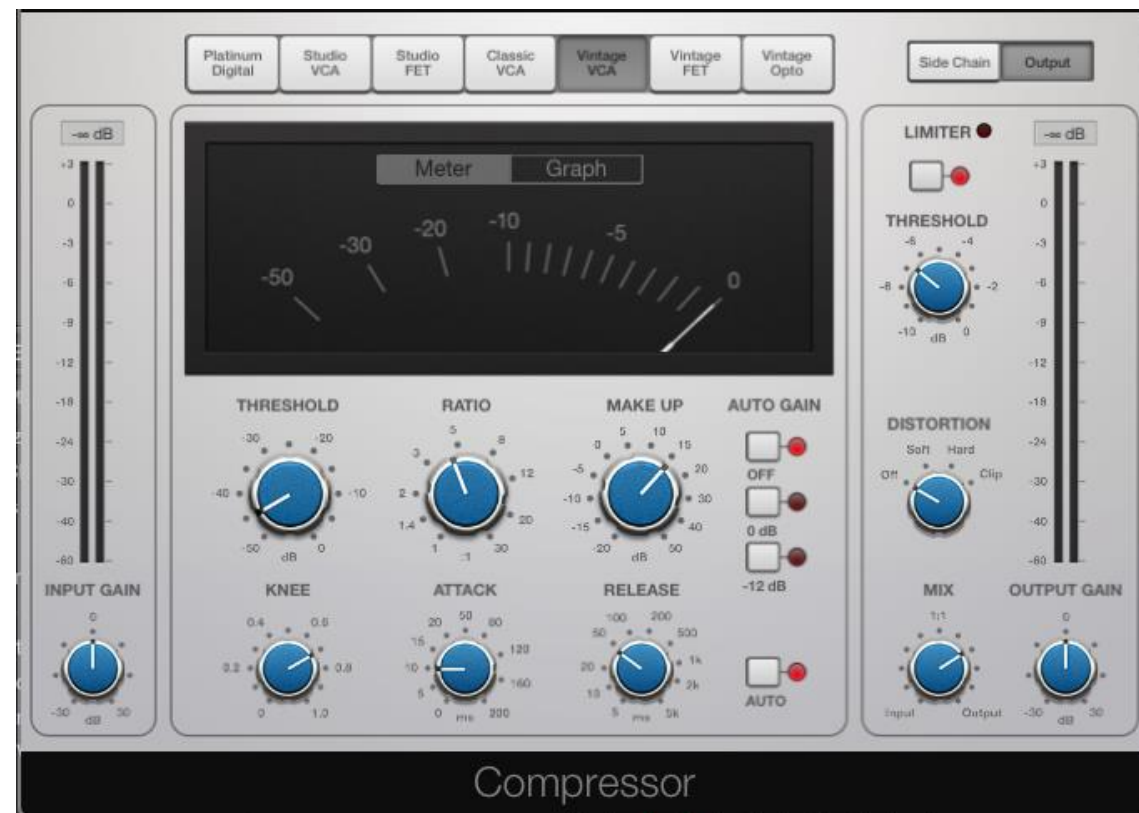 Platinum Digital
Studio VCA
Studio FET
Classic VCA
Vintage VCA
Vintage FET
Vintage Opto
Side Chain
Output
-∞ dB
+3
0
-3
-6
-9
-12
-18
-24
-30
-40
-60
INPUT GAIN
0
-30
dB
30
Meter
Graph
-50
-30
-20
-10
-5
0
THRESHOLD
-50
-40
-30
-20
-10
0
dB
RATIO
1
1.4
2
3
5
8
12
20
30
:1
MAKE UP
-20
-15
-10
-5
0
5
10
15
20
30
40
50
dB
AUTO GAIN
OFF
0 dB
-12 dB
KNEE
0
0.2
0.4
0.6
0.8
1.0
ATTACK
0
5
10
15
20
50
80
120
160
200
ms
RELEASE
5
10
20
50
100
200
500
1k
2k
5k
ms
AUTO
LIMITER
THRESHOLD
-10
-8
-6
-4
-2
0
dB
DISTORTION
Off
Soft
Hard
Clip
MIX
1:1
Input
Output
-∞ dB
+3
0
-3
-6
-9
-12
-18
-24
-30
-40
-60
OUTPUT GAIN
0
-30
dB
30
Compressor